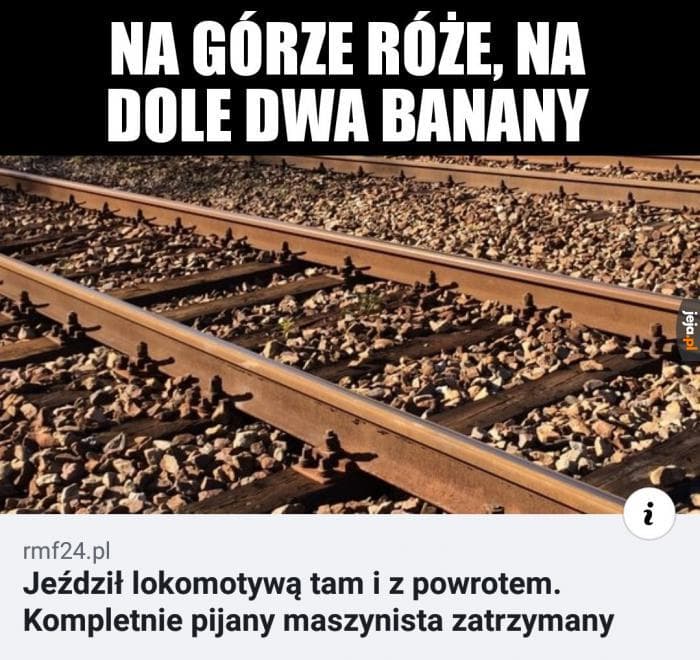 NA GÓRZE RÓŻE, NA
DOLE DWA BANANY
jeja.pl
i
rmf24.pl
Jeździł lokomotywą tam i z powrotem.
Kompletnie pijany maszynista zatrzymany